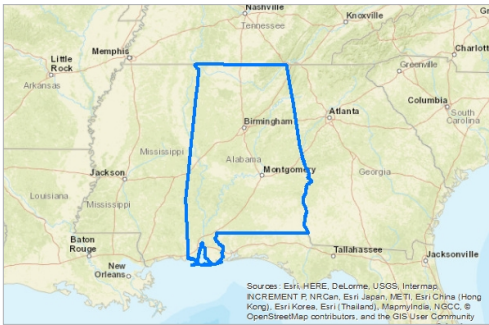 Nashville
Tennessee
Knoxville
Memphis
Little
Rock
Arkansas
Charlott
Greenville
Columbia
South
Carolina
Atlanta
Birmingham
Mississippi
Alabama
Jackson
Montgomery
Georgia
Louisiana
Mississippi
Baton
Rouge
New
Orleans
Tallahassee
Jacksonville
Sources: Esri, HERE, DeLorme, USGS, Intermap,
INCREMENT P, NRCan, Esri Japan, METI, Esri China (Hong
Kong), Esri Korea, Esri (Thailand), MapmyIndia, NGCC, ©
OpenStreetMap contributors, and the GIS User Community